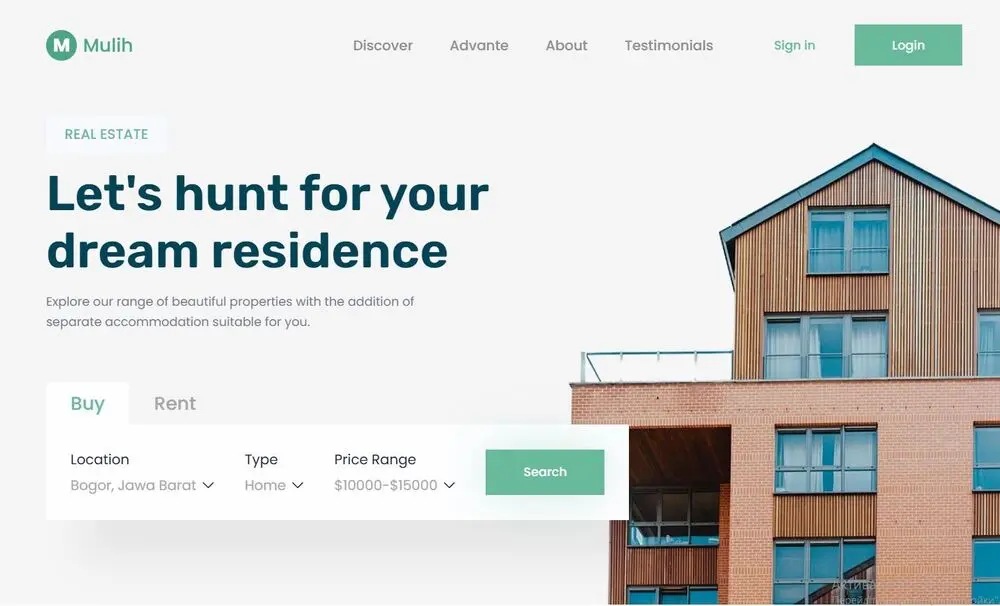 M Mulih
Discover Advante About Testimonials Sign in Login
REAL ESTATE
Let's hunt for your
dream residence
Explore our range of beautiful properties with the addition of
separate accommodation suitable for you.
Buy Rent
Location Type Price Range
Bogor, Jawa Barat Home $10000-$15000
Search